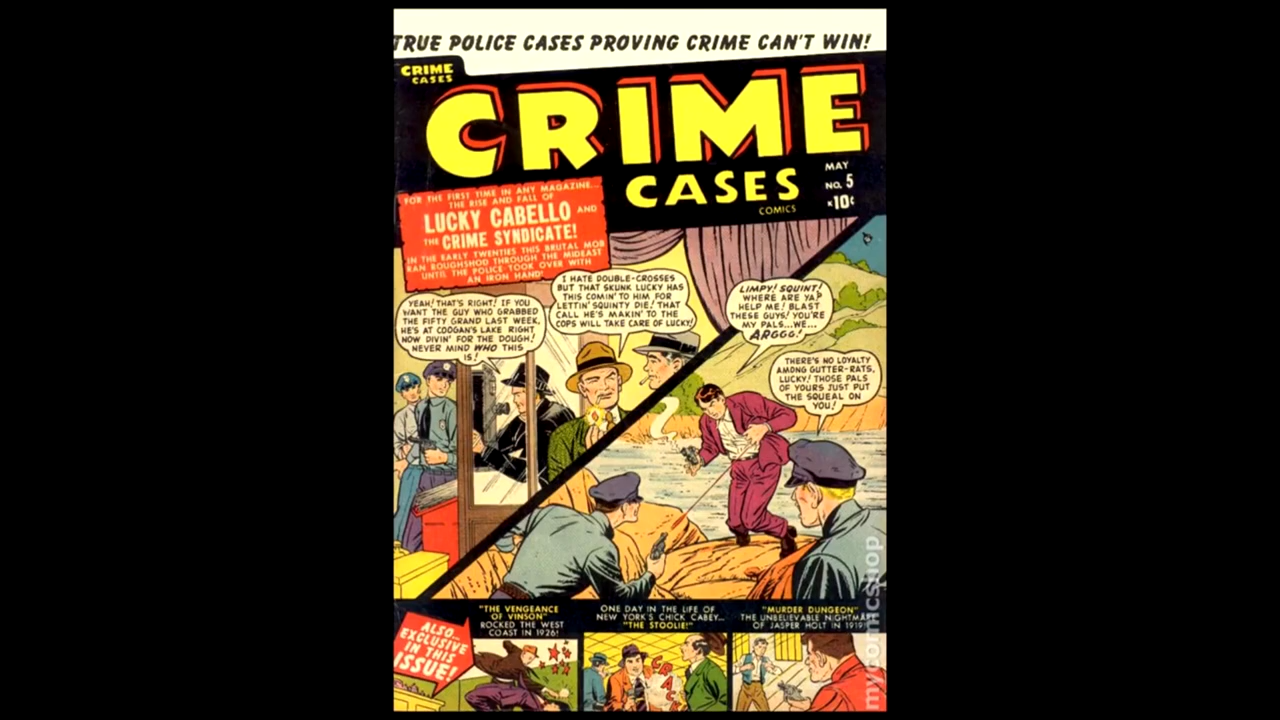 TRUE POLICE CASES PROVING CRIME CAN'T WIN!
CRIME
CASES
CRIME
CASES
COMICS
MAY
NO. 5
10¢
FOR THE FIRST TIME IN ANY MAGAZINE...
THE RISE AND FALL OF
LUCKY CABELLO AND
THE CRIME SYNDICATE!
IN THE EARLY TWENTIES THIS BRUTAL MOB
RAN ROUGHSHOD THROUGH THE MIDEAST
UNTIL THE POLICE TOOK OVER WITH
AN IRON HAND!
YEAH! THAT'S RIGHT! IF YOU
WANT THE GUY WHO GRABBED
THE FIFTY GRAND LAST WEEK,
HE'S AT COOGAN'S LAKE RIGHT
NOW DIVIN' FOR THE DOUGH!
NEVER MIND WHO THIS
IS!
I HATE DOUBLE-CROSSES
BUT THAT SKUNK LUCKY HAS
THIS COMIN' TO HIM FOR
LETTIN' SQUINTY DIE! THAT
CALL HE'S MAKIN' TO THE
COPS WILL TAKE CARE OF LUCKY!
LIMPY! SQUINT!
WHERE ARE YA?
HELP ME! BLAST
THESE GUYS! YOU'RE
MY PALS...WE...
ARGGG!
THERE'S NO LOYALTY
AMONG GUTTER-RATS,
LUCKY! THOSE PALS
OF YOURS JUST PUT
THE SQUEAL ON
YOU!
ALSO...
EXCLUSIVE
IN THIS
ISSUE!
"THE VENGEANCE
OF VINSON"
ROCKED THE WEST
COAST IN 1926!
ONE DAY IN THE LIFE OF
NEW YORK'S CHICK CABEY...
"THE STOOLIE!"
CRAC
"MURDER DUNGEON"
THE UNBELIEVABLE NIGHTMARE
OF JASPER HOLT IN 1919!
mycomicshop